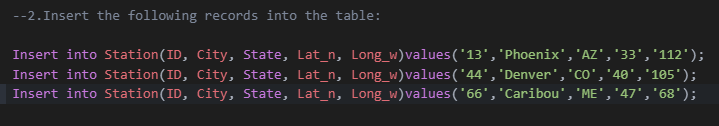 --2.Insert the following records into the table:
Insert into Station(ID, City, State, Lat_n, Long_w)values('13','Phoenix','AZ','33','112');
Insert into Station(ID, City, State, Lat_n, Long_w)values('44','Denver','CO','40','105');
Insert into Station(ID, City, State, Lat_n, Long_w)values('66','Caribou','ME','47','68');